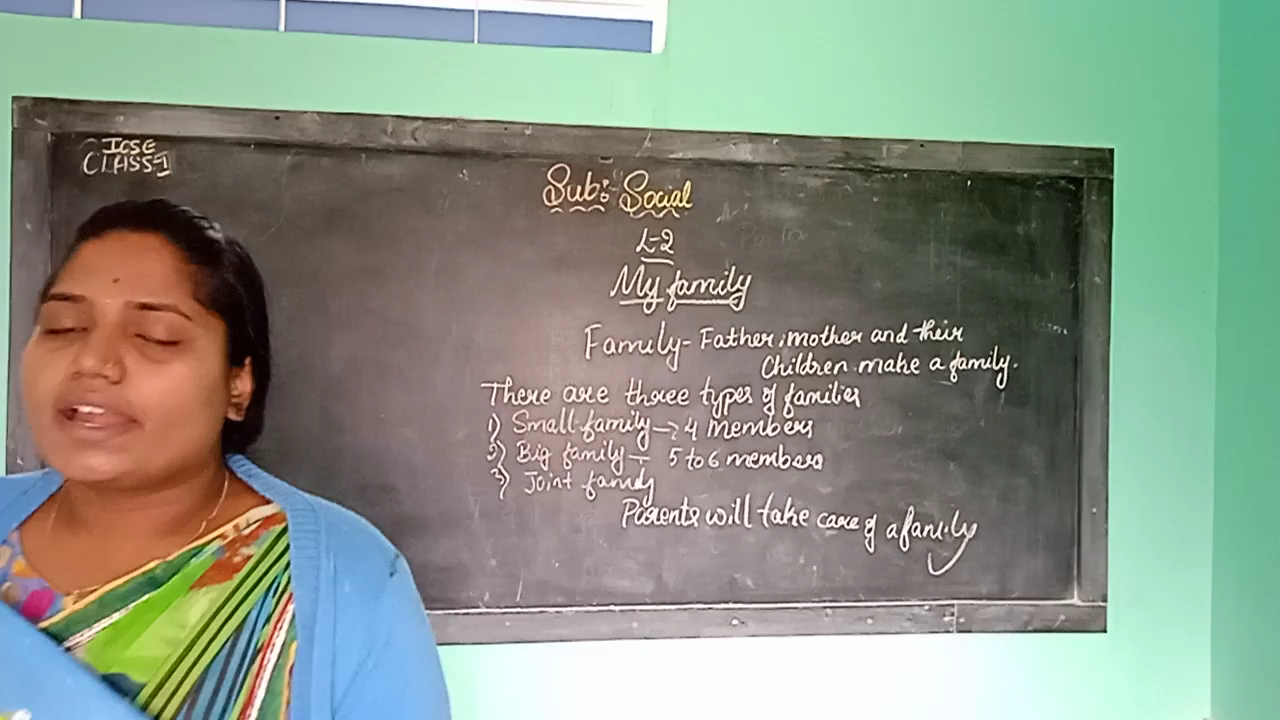 ICSE
CLASS-1
Sub: Social
L-2
My family
Family - Father, mother and their
Children make a family.
There are three types of families
1) Small family → 4 members
2) Big family - 5 to 6 members
3) Joint family
Parents will take care of a family